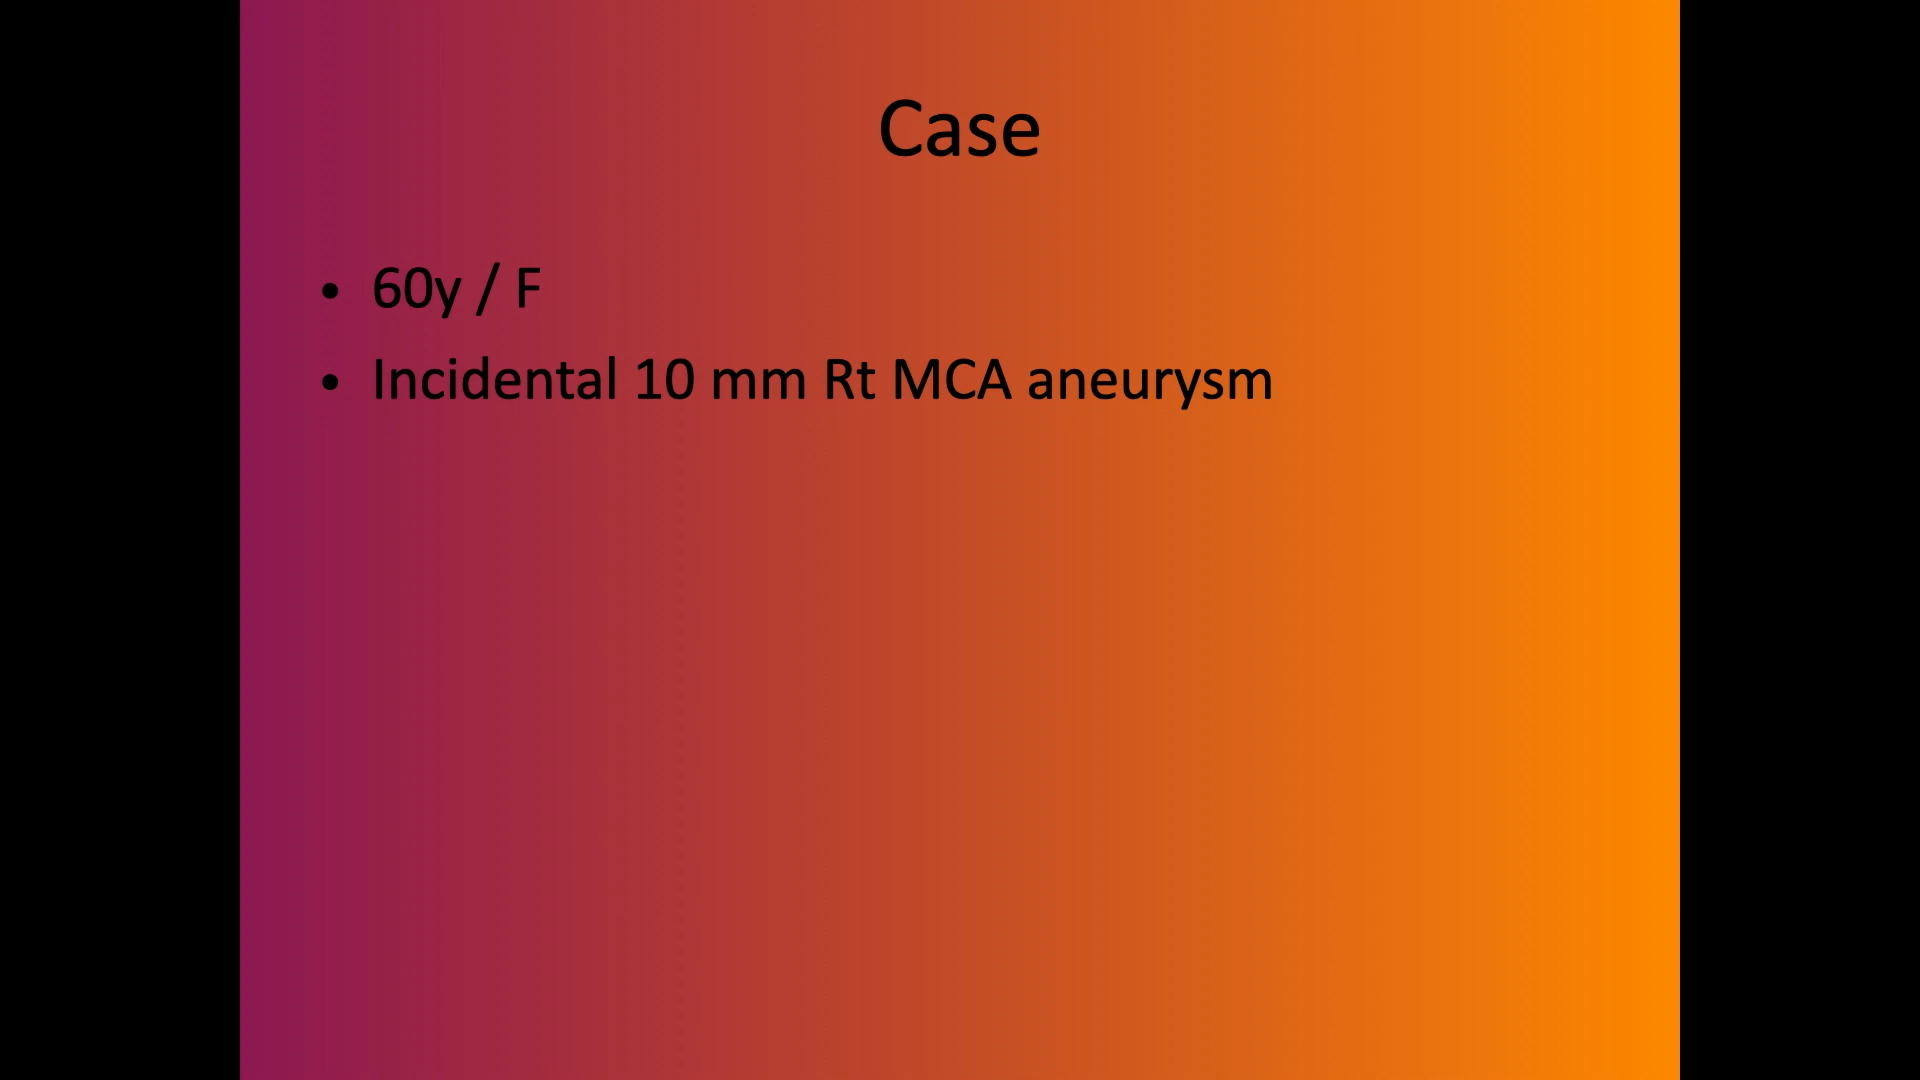 Case
• 60y / F
• Incidental 10 mm Rt MCA aneurysm